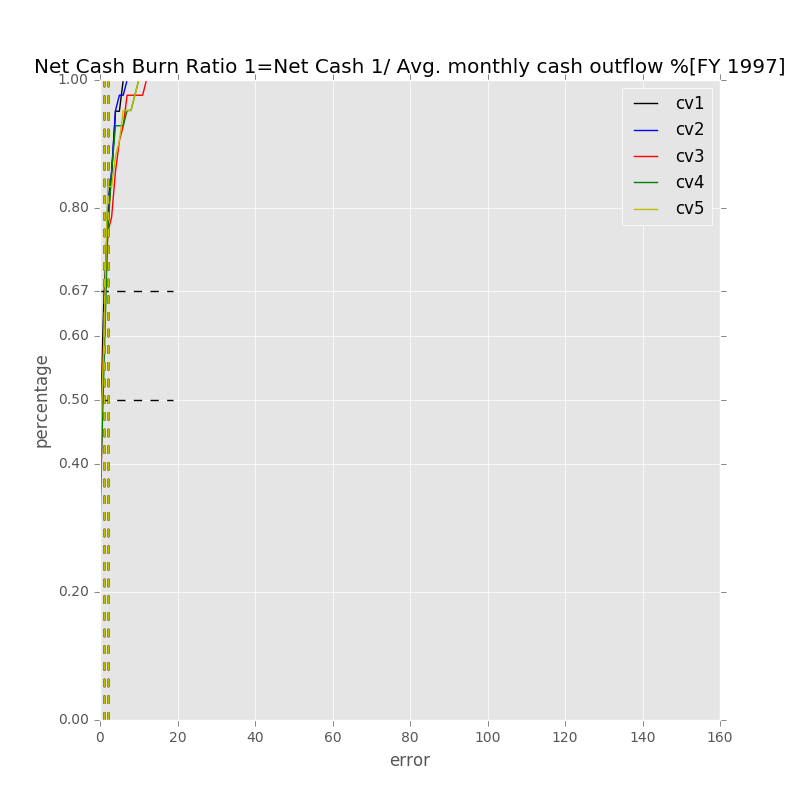 Net Cash Burn Ratio 1=Net Cash 1/ Avg. monthly cash outflow %[FY 1997]
1.00
cv1
cv2
cv3
cv4
cv5
0.80
0.67
0.60
0.50
0.40
0.20
0.00
percentage
0 20 40 60 80 100 120 140 160
error